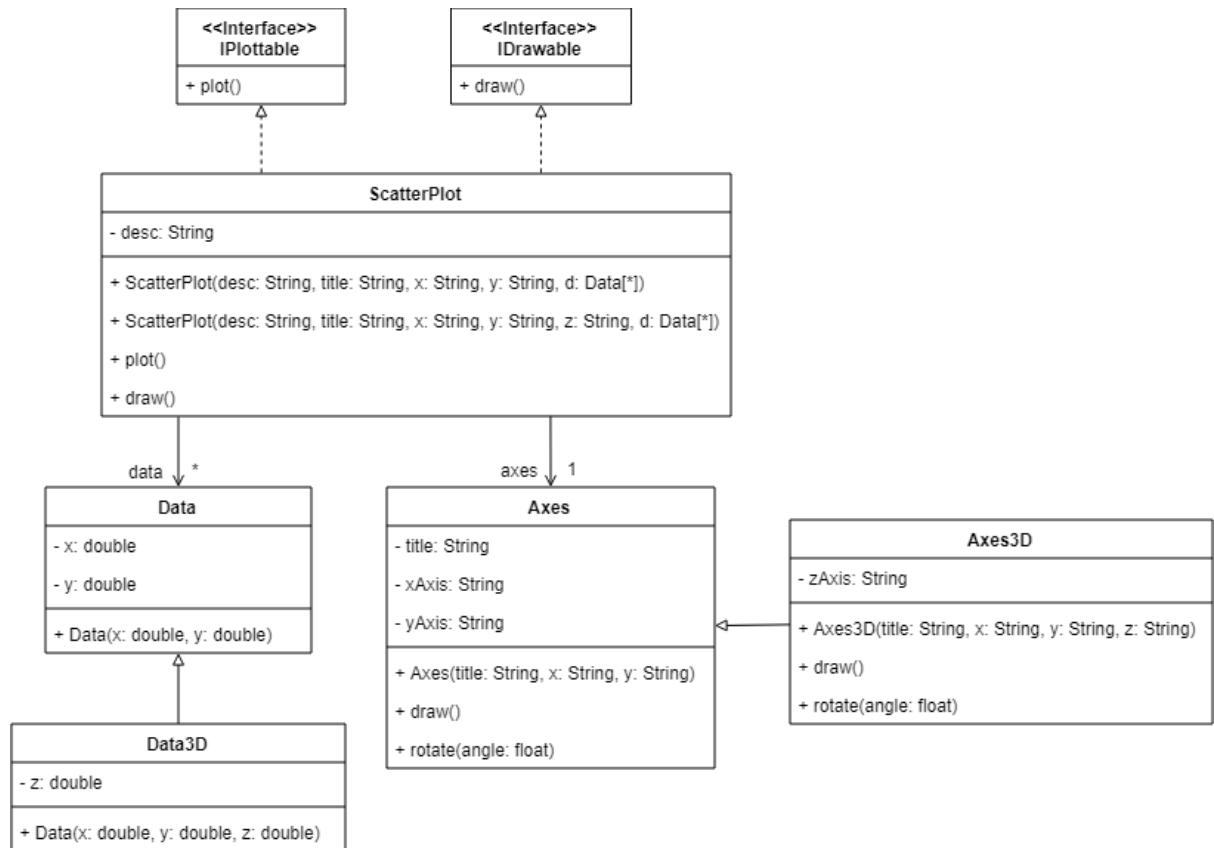 <<Interface>>
IPlottable
+ plot()
<<Interface>>
IDrawable
+ draw()
ScatterPlot
- desc: String
+ ScatterPlot(desc: String, title: String, x: String, y: String, d: Data[*])
+ ScatterPlot(desc: String, title: String, x: String, y: String, z: String, d: Data[*])
+ plot()
+ draw()
data *
axes 1
Data
- x: double
- y: double
+ Data(x: double, y: double)
Axes
- title: String
- xAxis: String
- yAxis: String
+ Axes(title: String, x: String, y: String)
+ draw()
+ rotate(angle: float)
Axes3D
- zAxis: String
+ Axes3D(title: String, x: String, y: String, z: String)
+ draw()
+ rotate(angle: float)
Data3D
- z: double
+ Data(x: double, y: double, z: double)